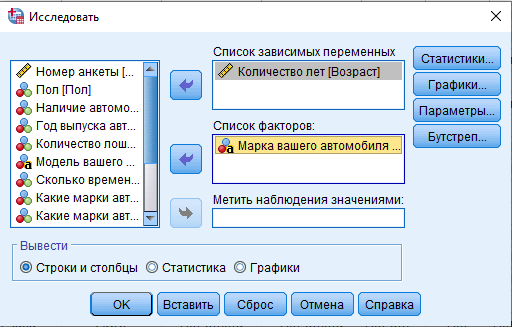 Исследовать
Список зависимых переменных
Номер анкеты [...
Пол [Пол]
Наличие автомо...
Год выпуска авт...
Количество лош...
Модель вашего ...
Сколько времен...
Какие марки авт...
Какие марки авт...
Количество лет [Возраст]
Список факторов:
Марка вашего автомобиля ...
Метить наблюдения значениями:
Статистики...
Графики...
Параметры...
Бутстреп...
Вывести
Строки и столбцы Статистика Графики
OK Вставить Сброс Отмена Справка